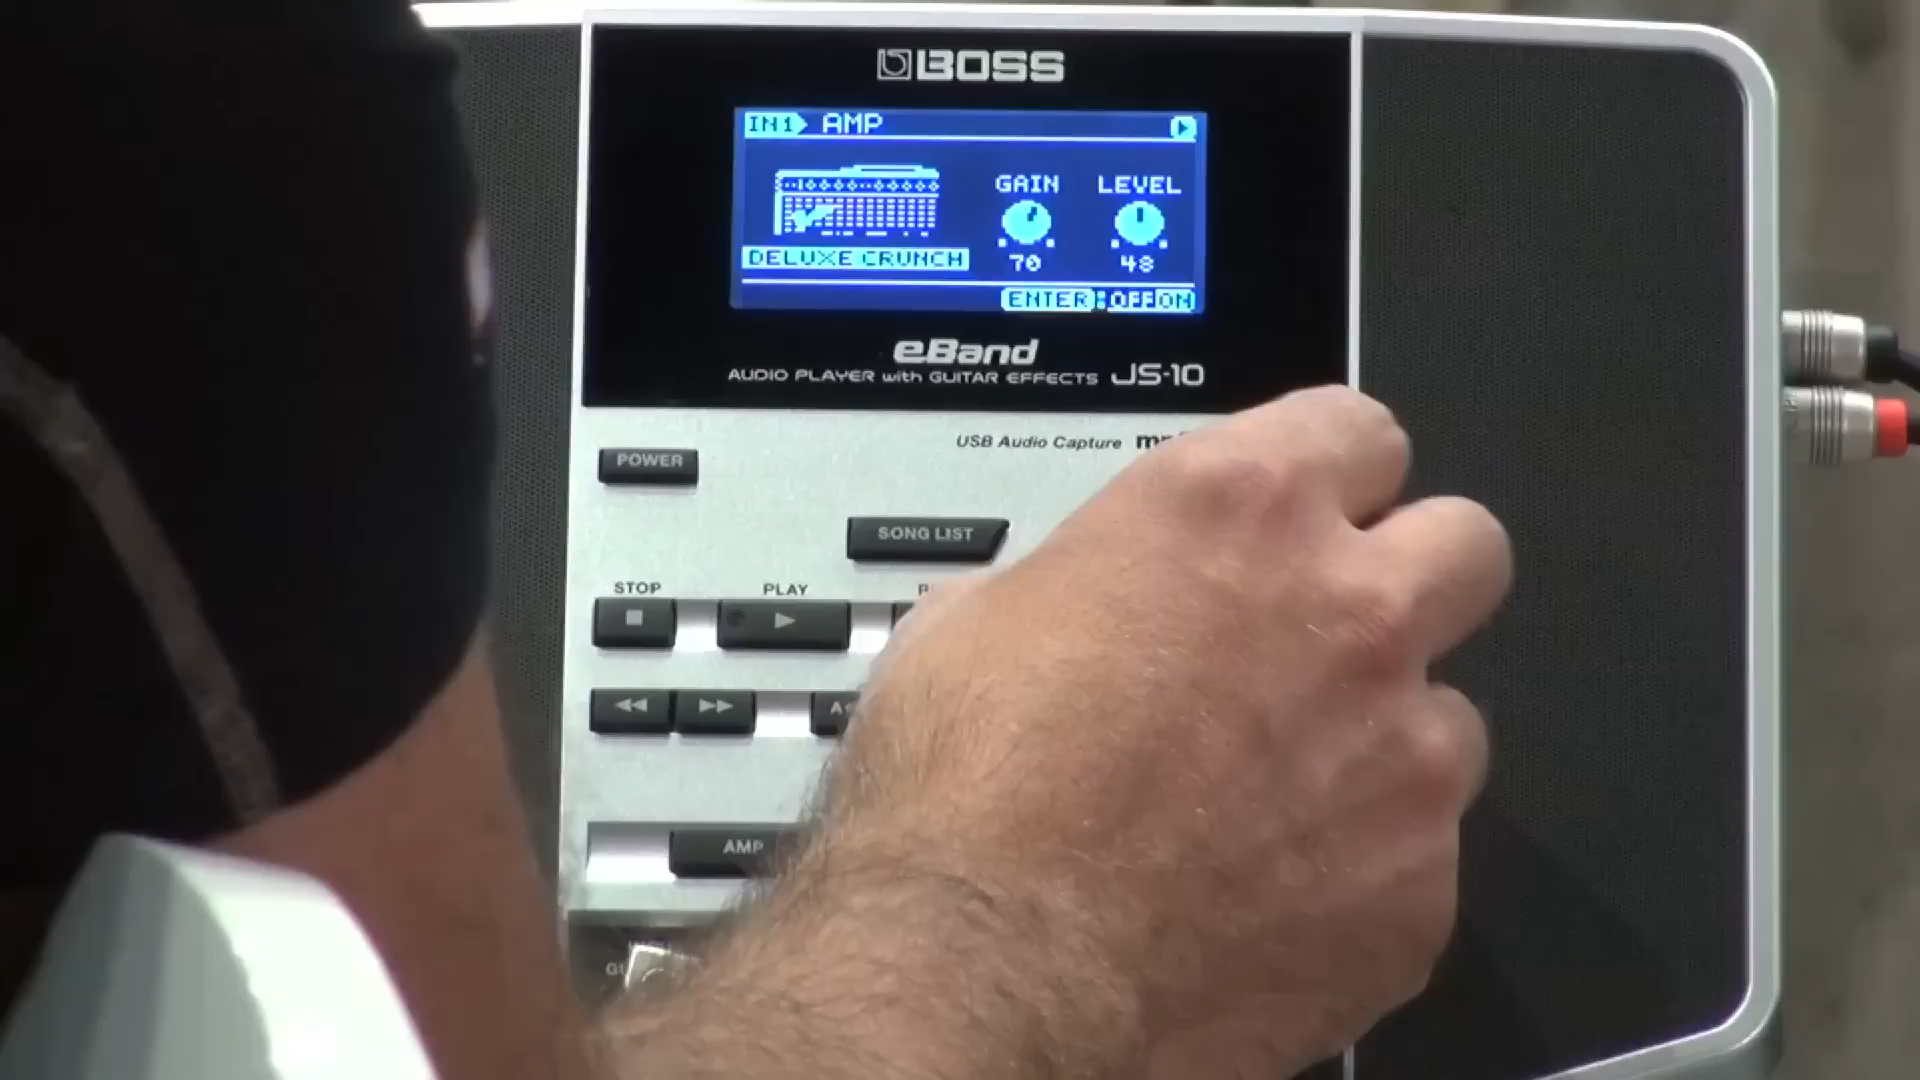 BOSS
IN1 AMP
GAIN LEVEL
DELUXE CRUNCH 70 48
ENTER:OFF ON
eBand
AUDIO PLAYER with GUITAR EFFECTS JS-10
USB Audio Capture
POWER
SONG LIST
STOP PLAY
AMP